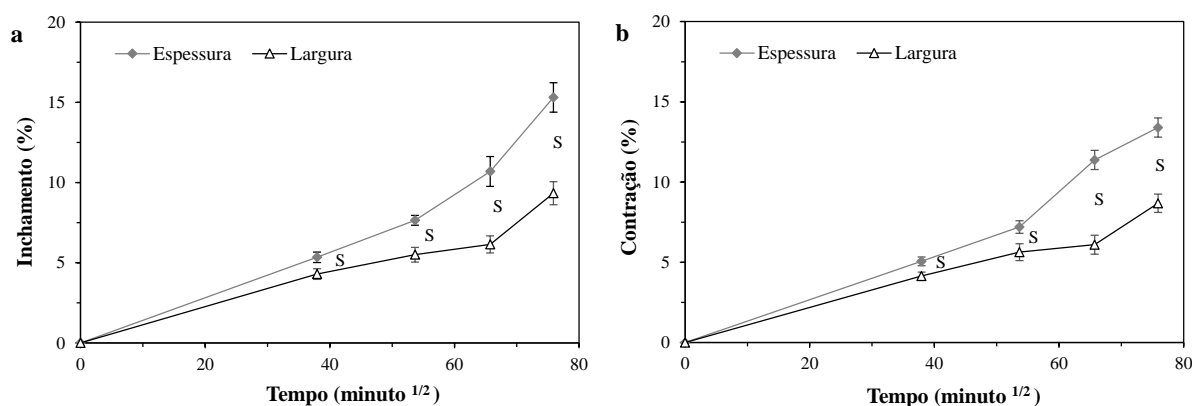 a
Espessura
Largura
Inchamento (%)
20
15
10
5
0
S
S
S
S
0
20
40
60
80
Tempo (minuto 1/2 )
b
Espessura
Largura
Contração (%)
20
15
10
5
0
S
S
S
S
0
20
40
60
80
Tempo (minuto 1/2 )